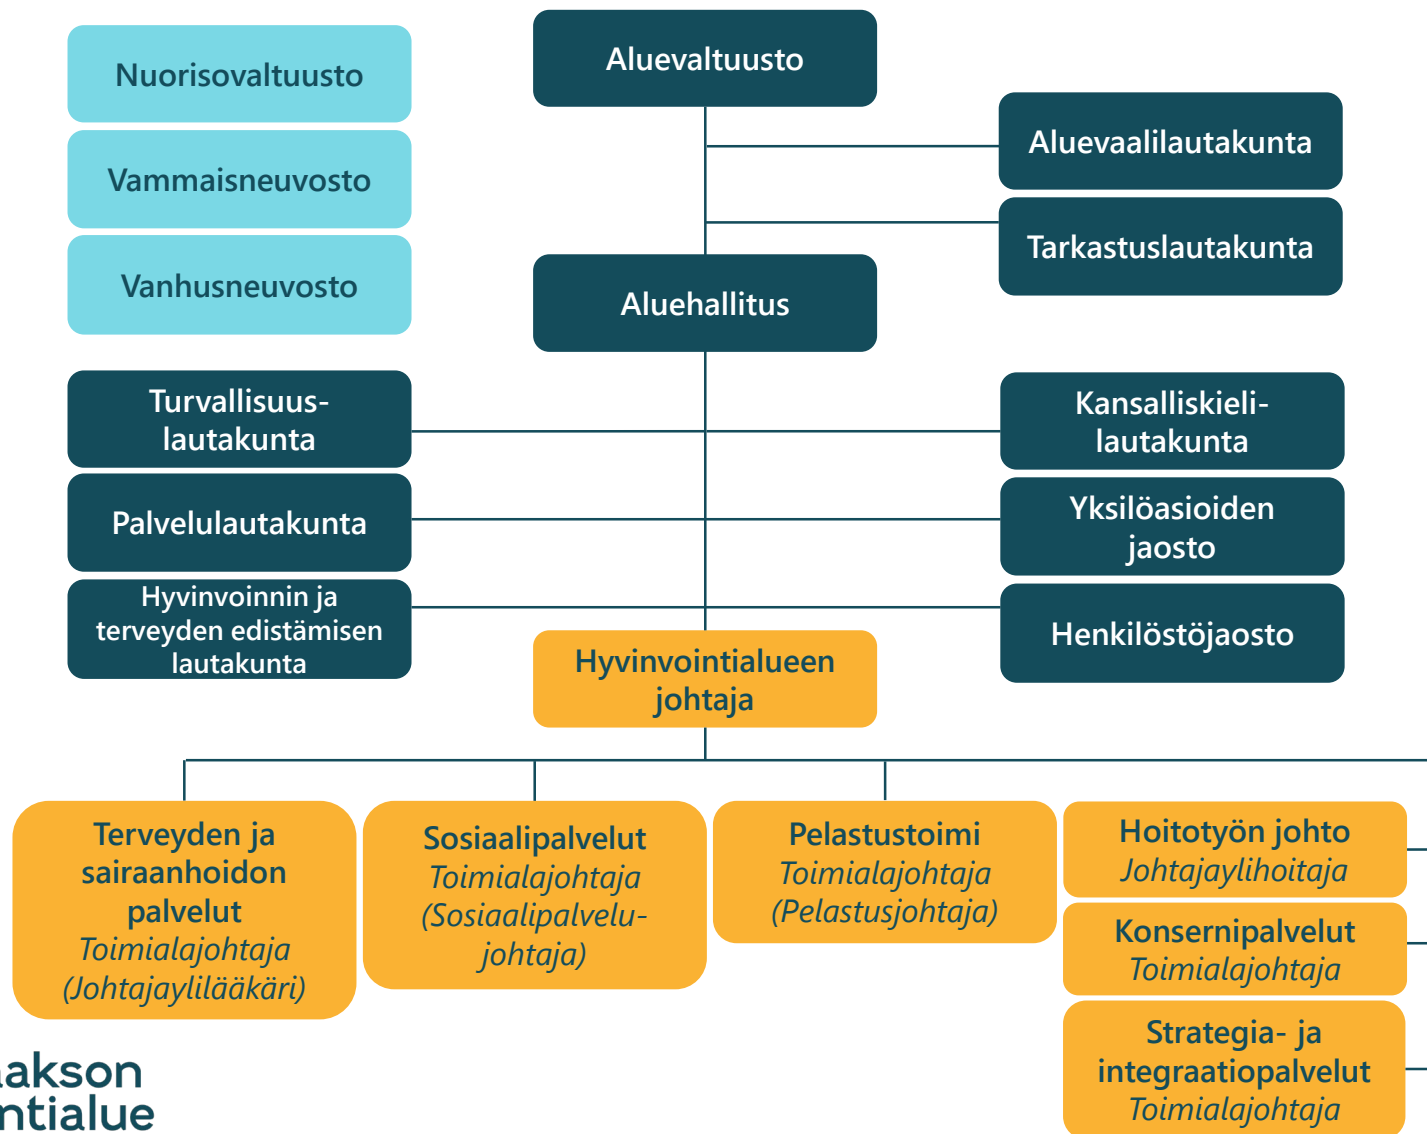 Nuorisovaltuusto
Vammaisneuvosto
Vanhusneuvosto
Aluevaltuusto
Aluevaalilautakunta
Tarkastuslautakunta
Aluehallitus
Turvallisuus-
lautakunta
Palvelulautakunta
Hyvinvoinnin ja
terveyden edistämisen
lautakunta
Kansalliskieli-
lautakunta
Yksilöasioiden
jaosto
Henkilöstöjaosto
Hyvinvointialueen
johtaja
Terveyden ja
sairaanhoidon
palvelut
Toimialajohtaja
(Johtajaylilääkäri)
Sosiaalipalvelut
Toimialajohtaja
(Sosiaalipalvelu-
johtaja)
Pelastustoimi
Toimialajohtaja
(Pelastusjohtaja)
Hoitotyön johto
Johtajaylihoitaja
Konsernipalvelut
Toimialajohtaja
Strategia- ja
integraatiopalvelut
Toimialajohtaja